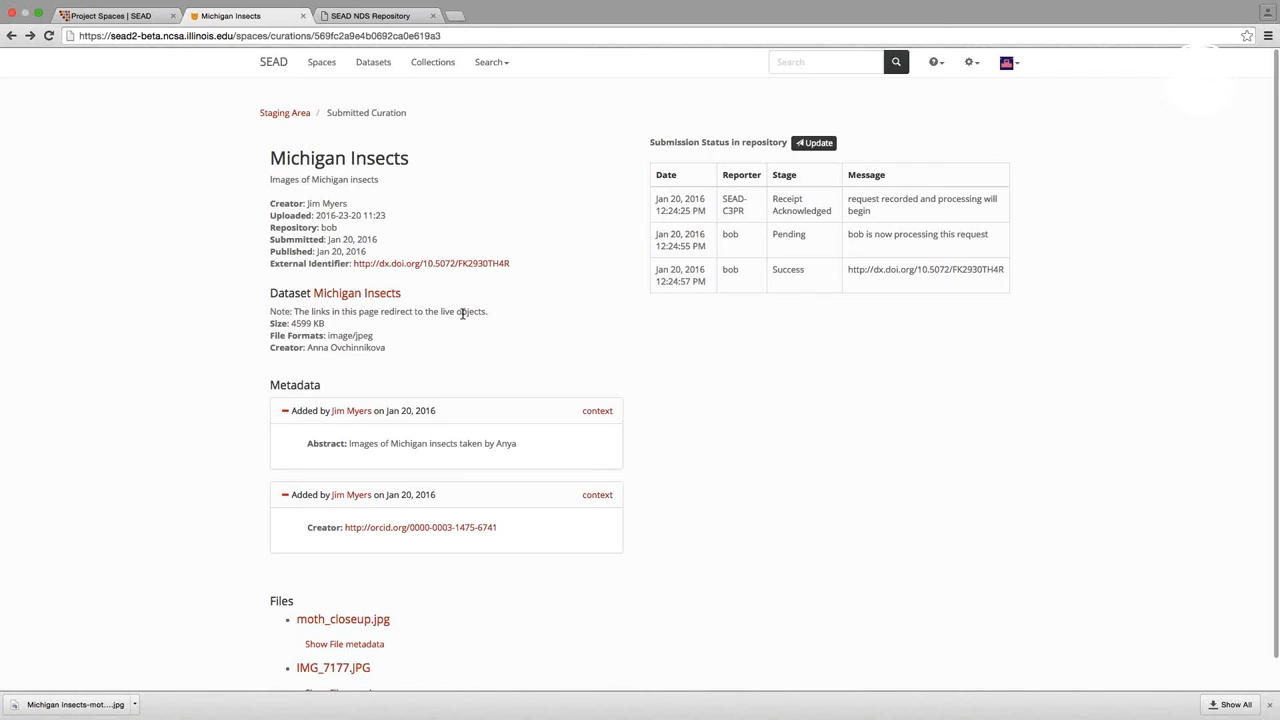 Project Spaces | SEAD
Michigan Insects
SEAD NDS Repository
https://sead2-beta.ncsa.illinois.edu/spaces/curations/569fc2a9e4b0692ca0e619a3
SEAD
Spaces
Datasets
Collections
Search
Search
Staging Area / Submitted Curation
Michigan Insects
Images of Michigan insects
Creator: Jim Myers
Uploaded: 2016-23-20 11:23
Repository: bob
Submmitted: Jan 20, 2016
Published: Jan 20, 2016
External Identifier: http://dx.doi.org/10.5072/FK2930TH4R
Dataset Michigan Insects
Note: The links in this page redirect to the live objects.
Size: 4599 KB
File Formats: image/jpeg
Creator: Anna Ovchinnikova
Metadata
Added by Jim Myers on Jan 20, 2016 context
Abstract: Images of Michigan insects taken by Anya
Added by Jim Myers on Jan 20, 2016 context
Creator: http://orcid.org/0000-0003-1475-6741
Files
moth_closeup.jpg
Show File metadata
IMG_7177.JPG
Submission Status in repository Update
Date Reporter Stage Message
Jan 20, 2016 SEAD- Receipt request recorded and processing will
12:24:25 PM C3PR Acknowledged begin
Jan 20, 2016 bob Pending bob is now processing this request
12:24:55 PM
Jan 20, 2016 bob Success http://dx.doi.org/10.5072/FK2930TH4R
12:24:57 PM
Michigan Insects-mot....jpg
Show All